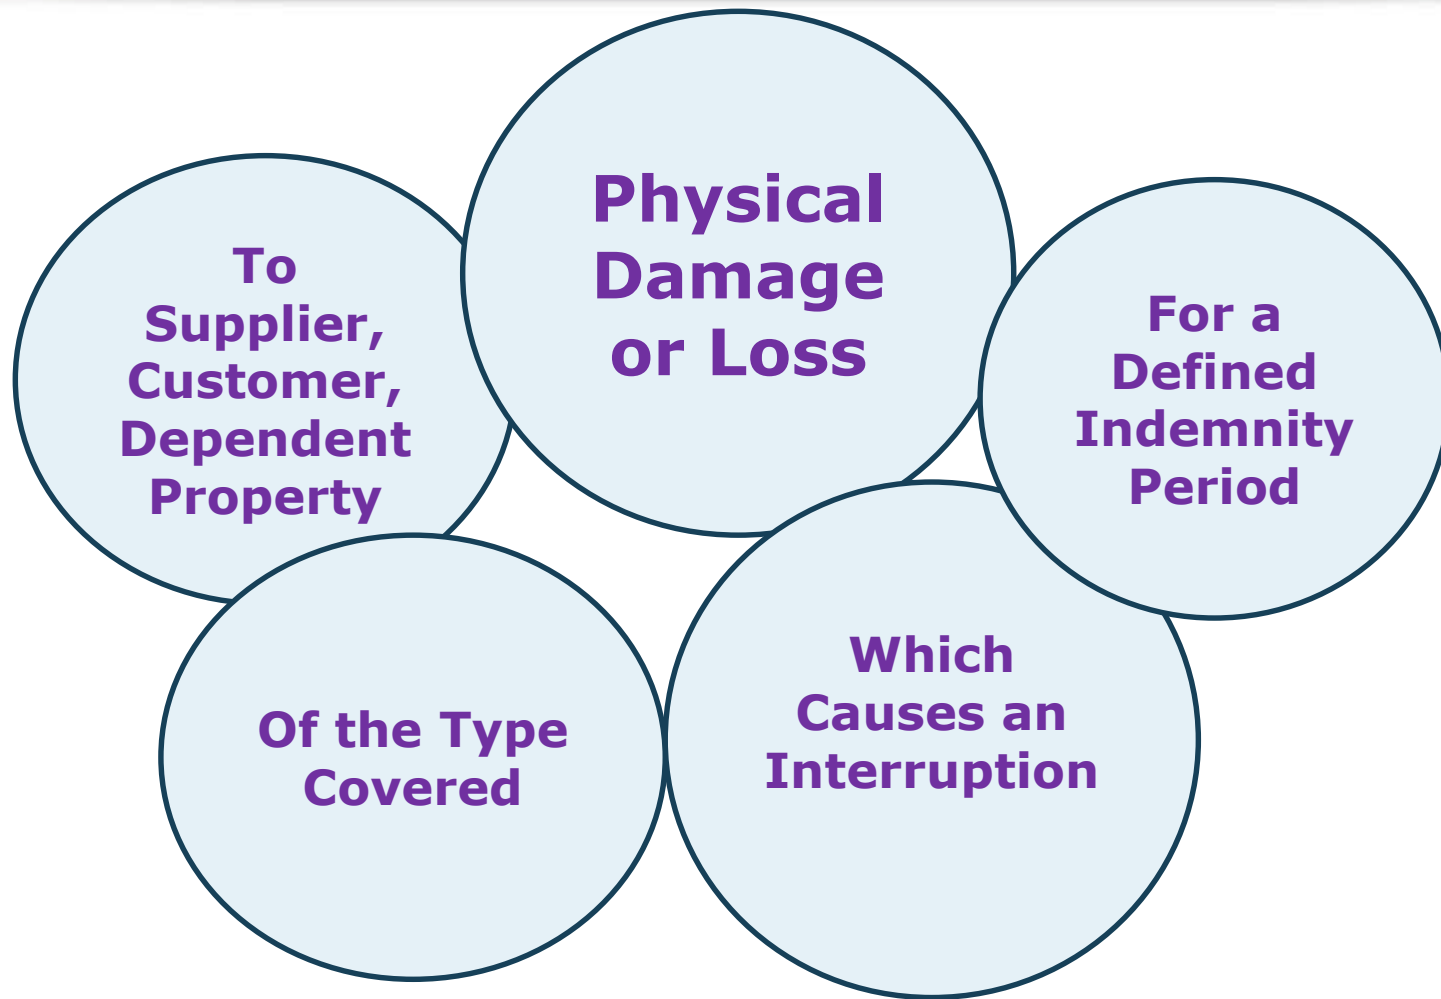 Physical
Damage
or Loss
To
Supplier,
Customer,
Dependent
Property
For a
Defined
Indemnity
Period
Of the Type
Covered
Which
Causes an
Interruption